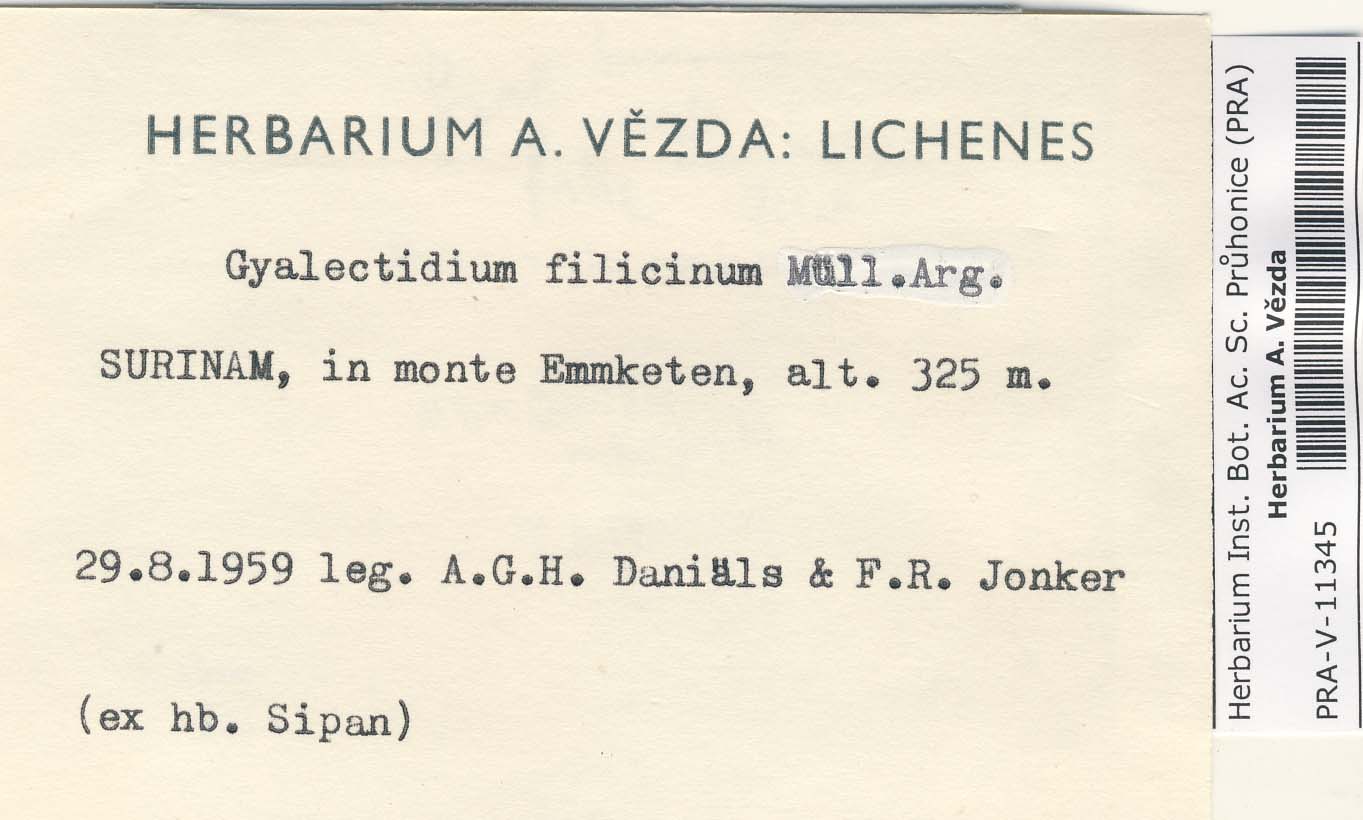 HERBARIUM A. VĚZDA: LICHENES
Gyalectidium filicinum Müll.Arg.
SURINAM, in monte Emmketen, alt. 325 m.
29.8.1959 leg. A.G.H. Daniäls & F.R. Jonker
(ex hb. Sipan)
Herbarium Inst. Bot. Ac. Sc. Průhonice (PRA)
Herbarium A. Vězda
PRA-V-11345